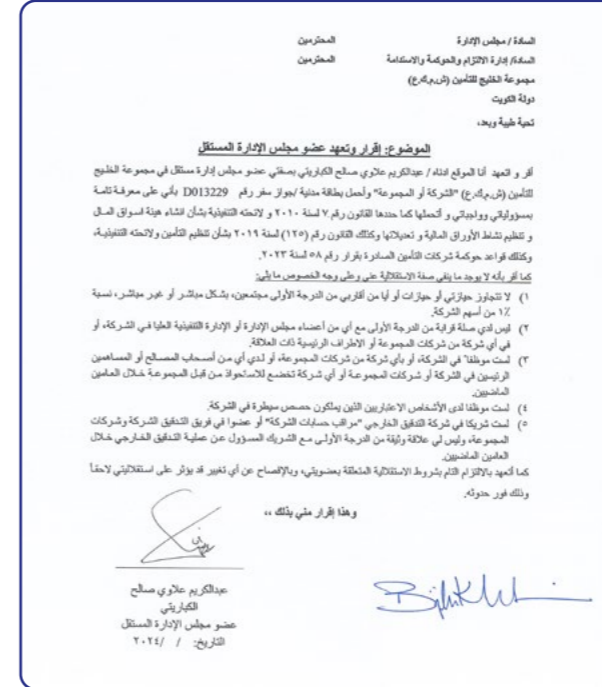 السادة / مجلس الإدارة المحترمين
السادة/ إدارة الالتزام والحوكمة والاستدامة المحترمين
مجموعة الخليج للتأمين (ش.م.ك.ع)
دولة الكويت
تحية طيبة وبعد،
الموضوع: إقرار وتعهد عضو مجلس الإدارة المستقل
أقر و اتعهد أنا الموقع ادناه / عبدالكريم علاوي صالح الكباريتي بصفتي عضو مجلس إدارة مستقل في مجموعة الخليج
للتأمين (ش.م.ك.ع) "الشركة أو المجموعة" وأحمل بطاقة مدنية /جواز سفر رقم D013229 بأني على معرفة تامة
بمسؤولياتي وواجباتي و أتحملها كما حددها القانون رقم ٧ لسنة ٢٠١٠ و لائحته التنفيذية بشأن انشاء هيئة اسواق المال
و تنظيم نشاط الأوراق المالية و تعديلاتها وكذلك القانون رقم (١٢٥) لسنة ٢٠١٩ بشأن تنظيم التأمين ولائحته التنفيذية،
وكذلك قواعد حوكمة شركات التأمين الصادرة بقرار رقم ٥٨ لسنة ٢٠٢٣.
كما أقر بأنه لا يوجد ما ينفي صفة الاستقلالية عني وعلى وجه الخصوص ما يلي:
١) لا تتجاوز حيازتي أو حيازات أو أيا من أقاربي من الدرجة الأولى مجتمعين، بشكل مباشر أو غير مباشر، نسبة
١٪ من أسهم الشركة.
٢) ليس لدي صلة قرابة من الدرجة الأولى مع أي من أعضاء مجلس الإدارة أو الإدارة التنفيذية العليا في الشركة، أو
في أي شركة من شركات المجموعة أو الاطراف الرئيسية ذات العلاقة.
٣) لست موظفاً في الشركة، أو بأي شركة من شركات المجموعة، أو لدى أي من أصحاب المصالح أو المساهمين
الرئيسين في الشركة أو شركات المجموعة أو أي شركة تخضع للاستحواذ من قبل المجموعة خلال العامين
الماضيين.
٤) لست موظفا لدى الأشخاص الاعتباريين الذين يملكون حصص سيطرة في الشركة.
٥) لست شريكا في شركة التدقيق الخارجي "مراقب حسابات الشركة" أو عضوا في فريق التدقيق الشركة وشركات
المجموعة، وليس لي علاقة وثيقة من الدرجة الأولى مع الشريك المسؤول عن عملية التدقيق الخارجي خلال
العامين الماضيين.
كما أتعهد بالالتزام التام بشروط الاستقلالية المتعلقة بعضويتي، وبالإفصاح عن أي تغيير قد يؤثر على استقلاليتي لاحقاً
وذلك فور حدوثه.
وهذا إقرار مني بذلك ،،
عبدالكريم علاوي صالح
الكباريتي
عضو مجلس الإدارة المستقل
التاريخ: / /٢٠٢٤